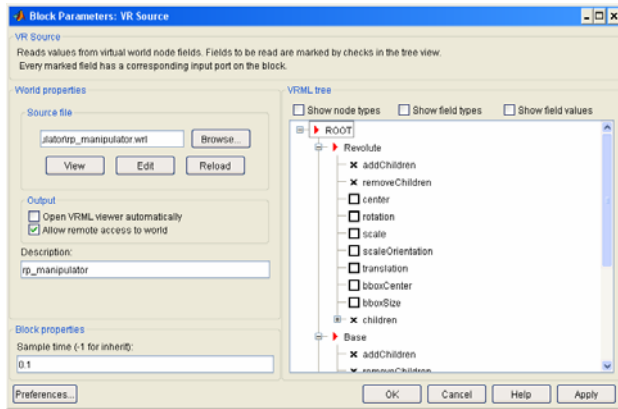 Block Parameters: VR Source
VR Source
Reads values from virtual world node fields. Fields to be read are marked by checks in the tree view.
Every marked field has a corresponding input port on the block.
World properties
Source file
ılator\rp_manipulator.wrl
Browse...
View
Edit
Reload
Output
Open VRML viewer automatically
Allow remote access to world
Description:
rp_manipulator
Block properties
Sample time (-1 for inherit):
0.1
VRML tree
Show node types
Show field types
Show field values
ROOT
Revolute
addChildren
removeChildren
center
rotation
scale
scaleOrientation
translation
bboxCenter
bboxSize
children
Base
addChildren
removeChildren
Preferences...
OK
Cancel
Help
Apply